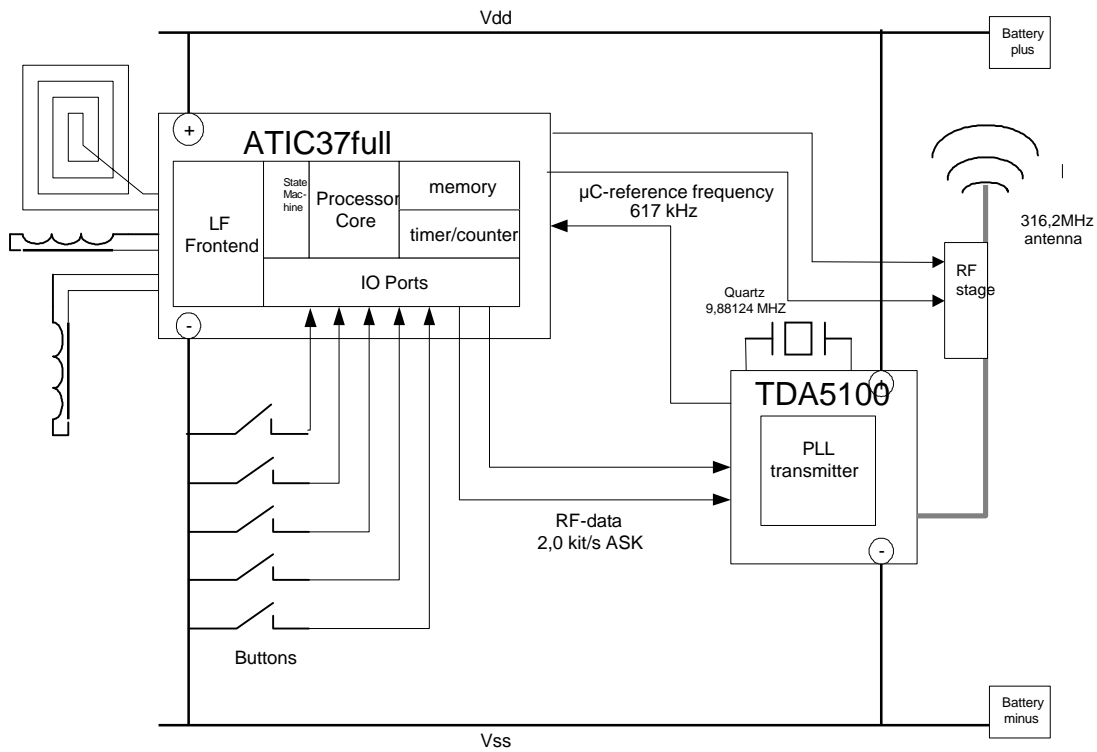 Vdd
Battery
plus
+
ATIC37full
State
Mac-
hine
Processor
Core
memory
timer/counter
LF
Frontend
IO Ports
-
µC-reference frequency
617 kHz
316,2MHz
antenna
RF
stage
Quartz
9,88124 MHZ
+
TDA5100
PLL
transmitter
-
RF-data
2,0 kit/s ASK
Buttons
Battery
minus
Vss